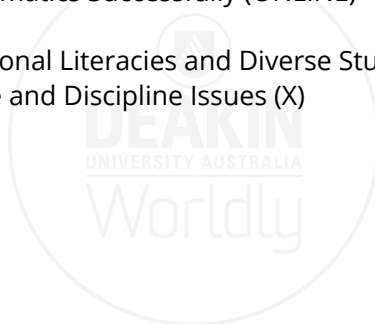 matics Successfully (ONLINE)
onal Literacies and Diverse Stu
e and Discipline Issues (X)
DEAKIN
UNIVERSITY AUSTRALIA
Worldly